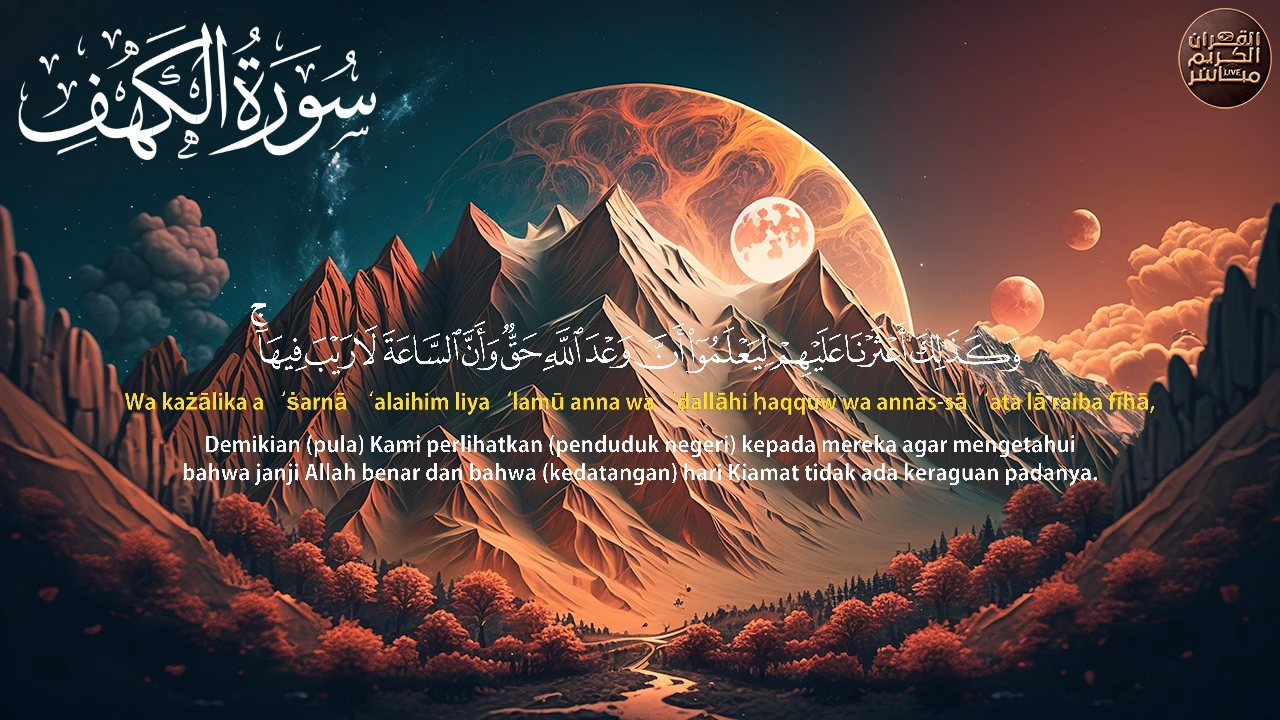 سُورَةُ الْكَهْفِ
القرآن
الكريم
LIVE
مباشر
وَكَذَٰلِكَ أَعْثَرْنَا عَلَيْهِمْ لِيَعْلَمُوٓا۟ أَنَّ وَعْدَ ٱللَّهِ حَقٌّ وَأَنَّ ٱلسَّاعَةَ لَا رَيْبَ فِيهَآ ۚ
Wa każālika a ʻṡarnā ʻalaihim liya ʻlamū anna wa ʻdallāhi ḥaqquw wa annas-sā ʻata lā raiba fīhā,
Demikian (pula) Kami perlihatkan (penduduk negeri) kepada mereka agar mengetahui
bahwa janji Allah benar dan bahwa (kedatangan) hari Kiamat tidak ada keraguan padanya.